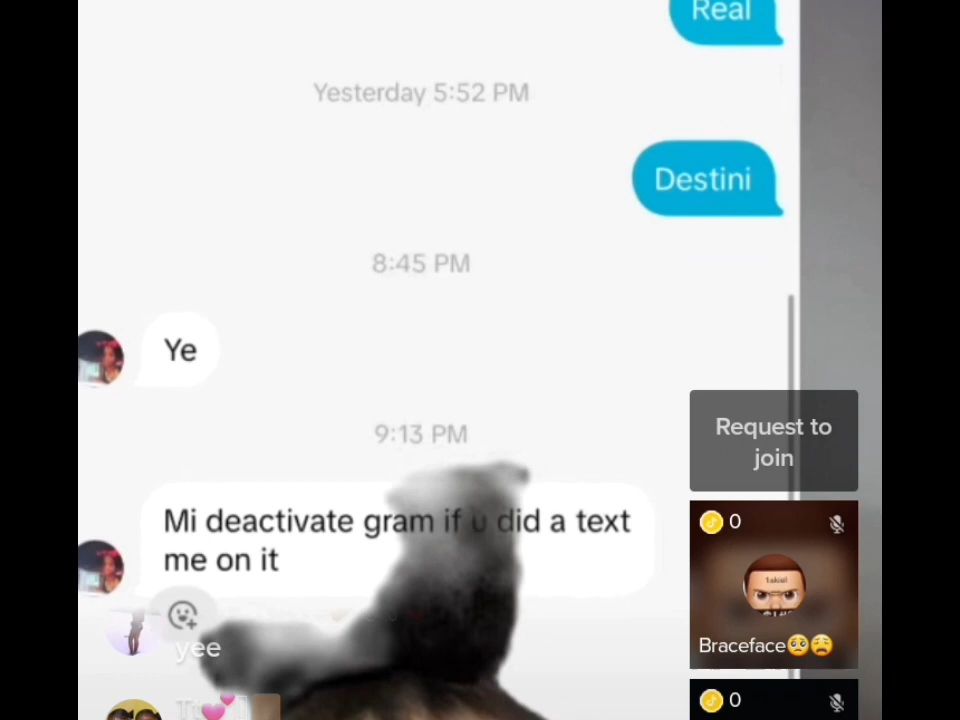 Real
Yesterday 5:52 PM
Destini
8:45 PM
Ye
9:13 PM
Mi deactivate gram if u did a text
me on it
Request to
join
0
Braceface🥺😩
yee
0